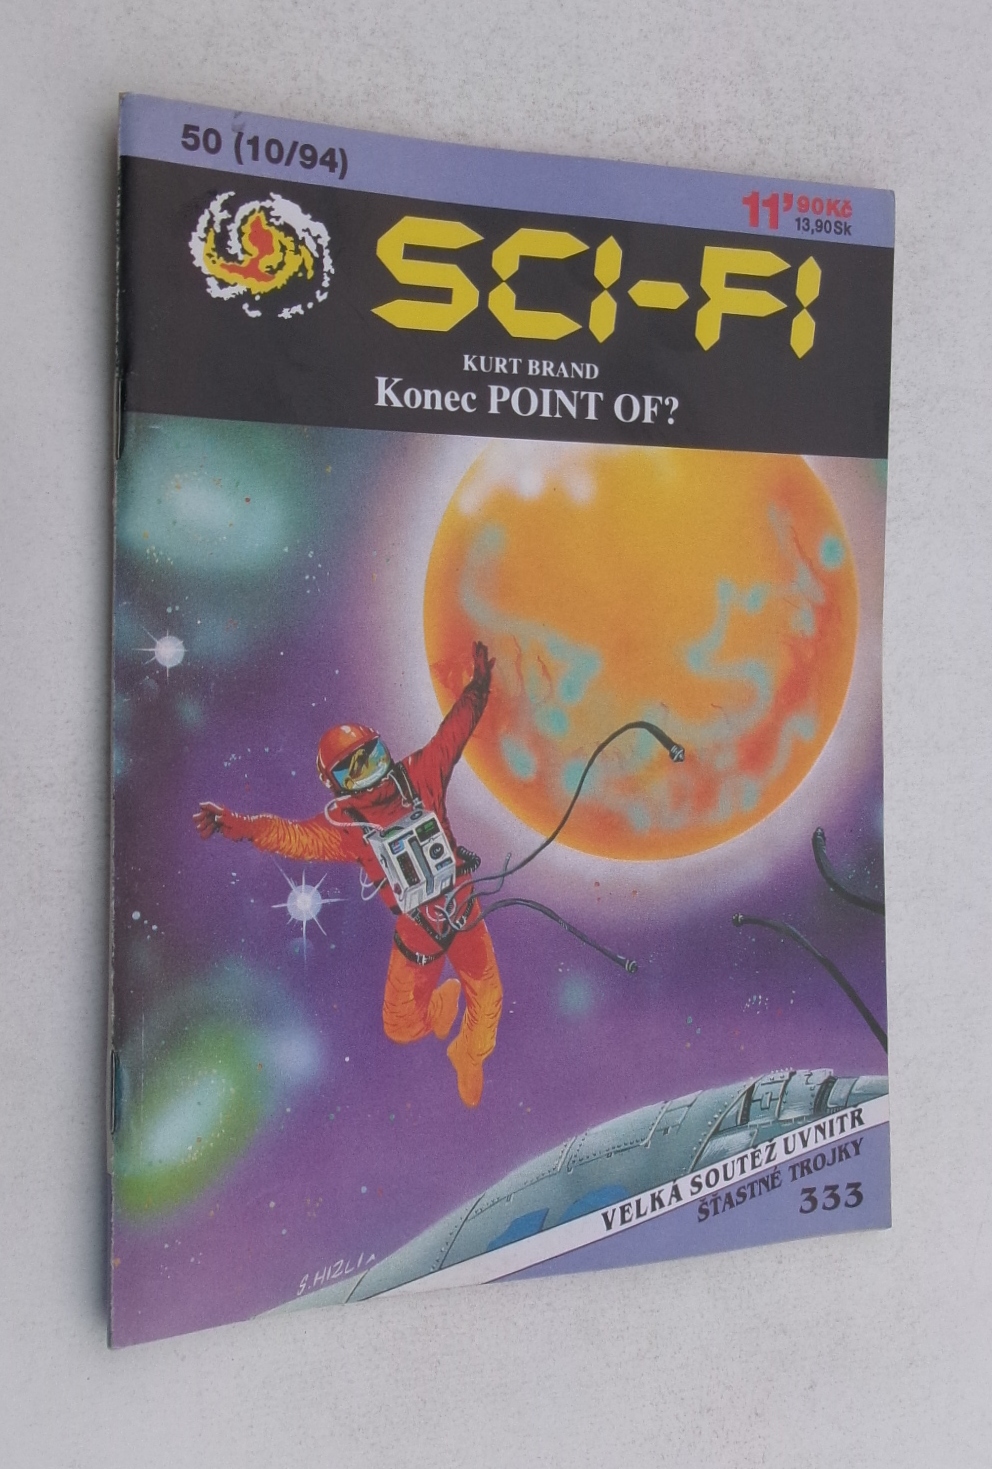 50 (10/94)
11’90Kč
13,90Sk
SCI-FI
KURT BRAND
Konec POINT OF?
VELKÁ SOUTĚŽ UVNITŘ
ŠŤASTNÉ TROJKY
333